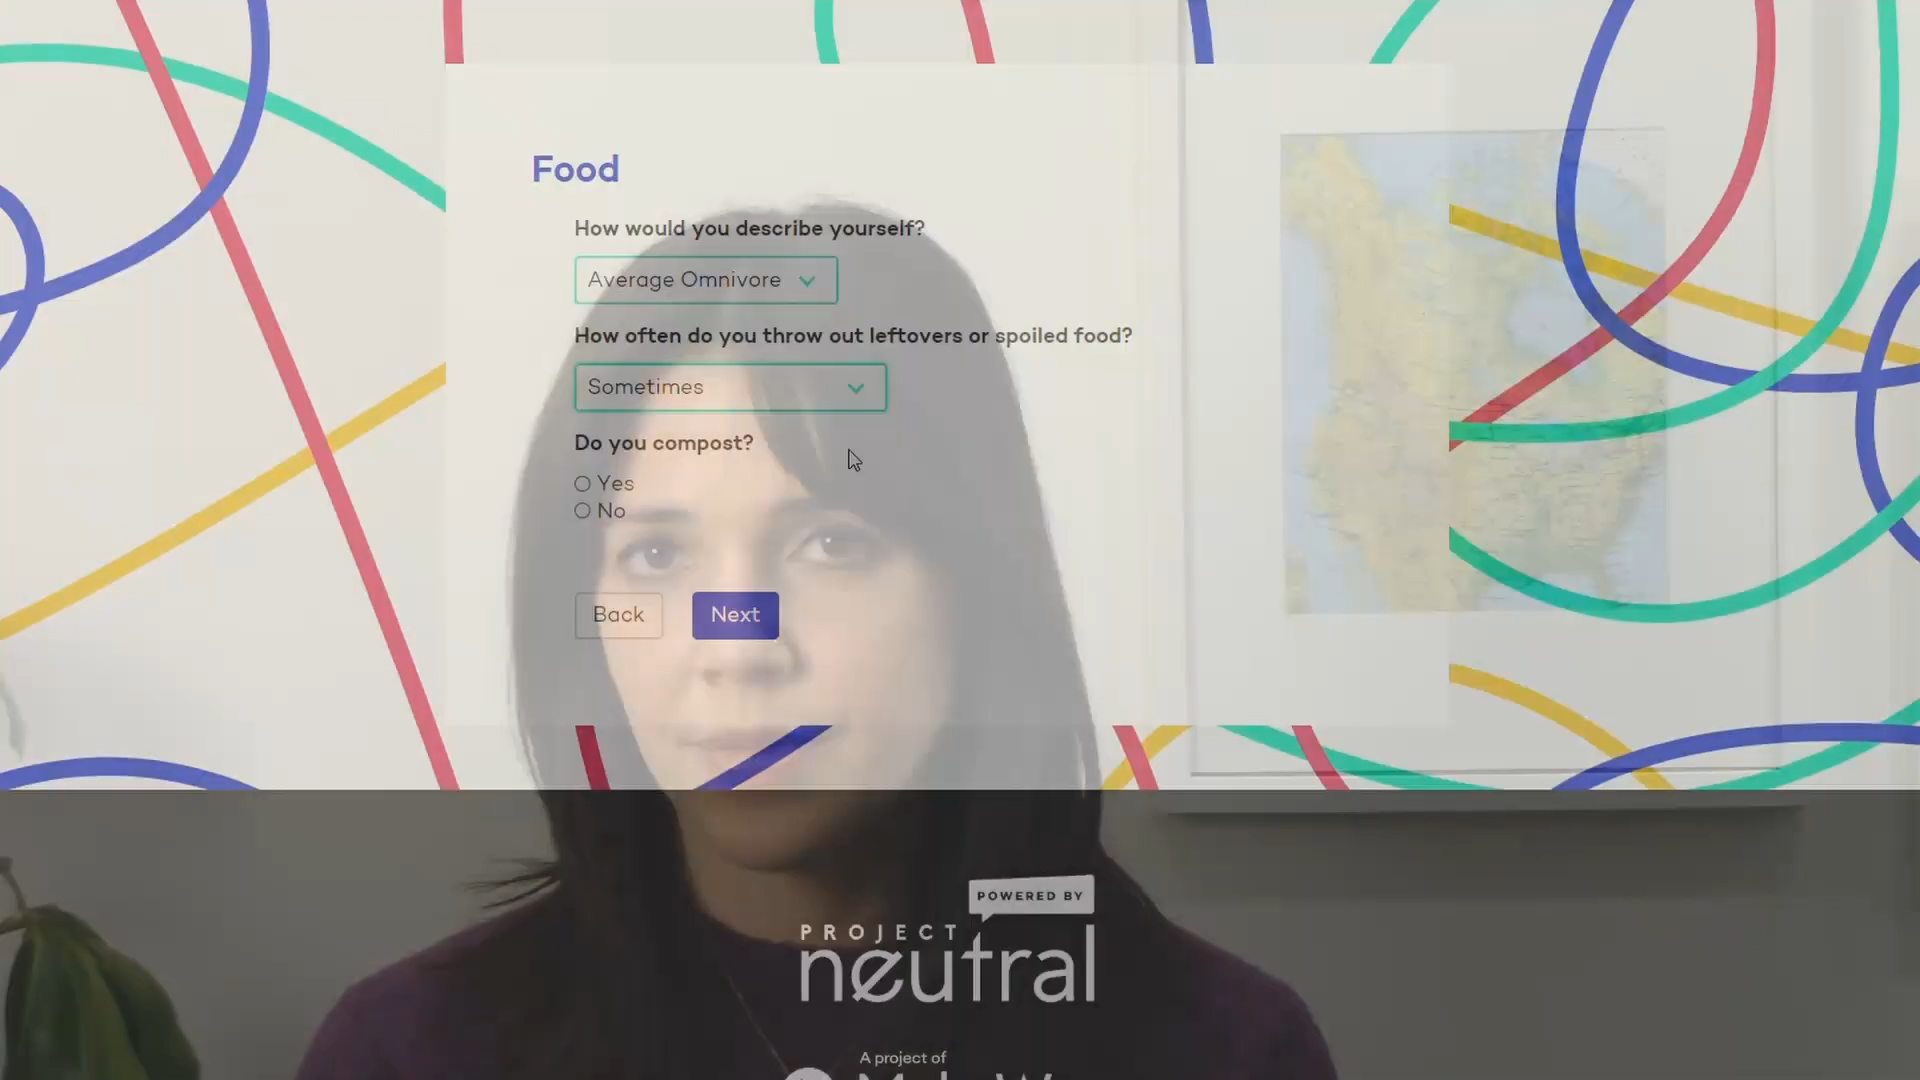 Food
How would you describe yourself?
Average Omnivore
How often do you throw out leftovers or spoiled food?
Sometimes
Do you compost?
Yes
No
Back Next
POWERED BY
PROJECT
neutral
A project of